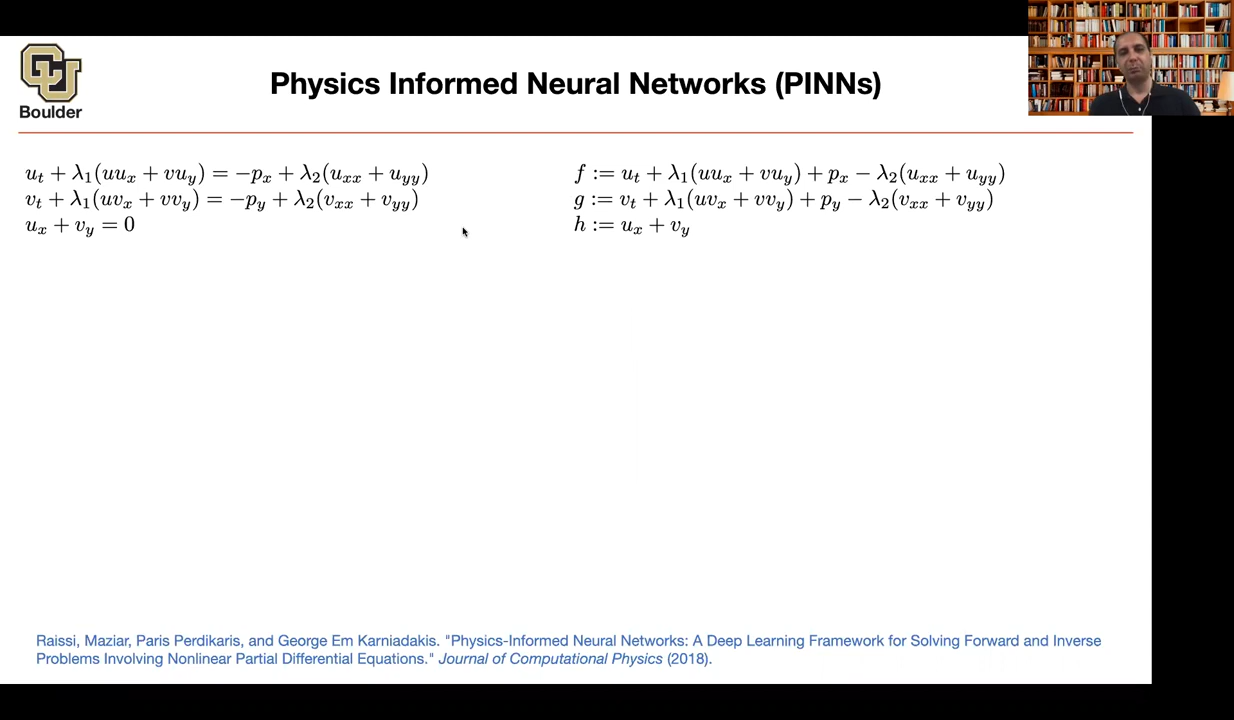 CU
Boulder
Physics Informed Neural Networks (PINNs)
u_t + λ_1(uu_x + vu_y) = −p_x + λ_2(u_xx + u_yy)
v_t + λ_1(uv_x + vv_y) = −p_y + λ_2(v_xx + v_yy)
u_x + v_y = 0
f := u_t + λ_1(uu_x + vu_y) + p_x − λ_2(u_xx + u_yy)
g := v_t + λ_1(uv_x + vv_y) + p_y − λ_2(v_xx + v_yy)
h := u_x + v_y
Raissi, Maziar, Paris Perdikaris, and George Em Karniadakis. "Physics-Informed Neural Networks: A Deep Learning Framework for Solving Forward and Inverse
Problems Involving Nonlinear Partial Differential Equations." Journal of Computational Physics (2018).